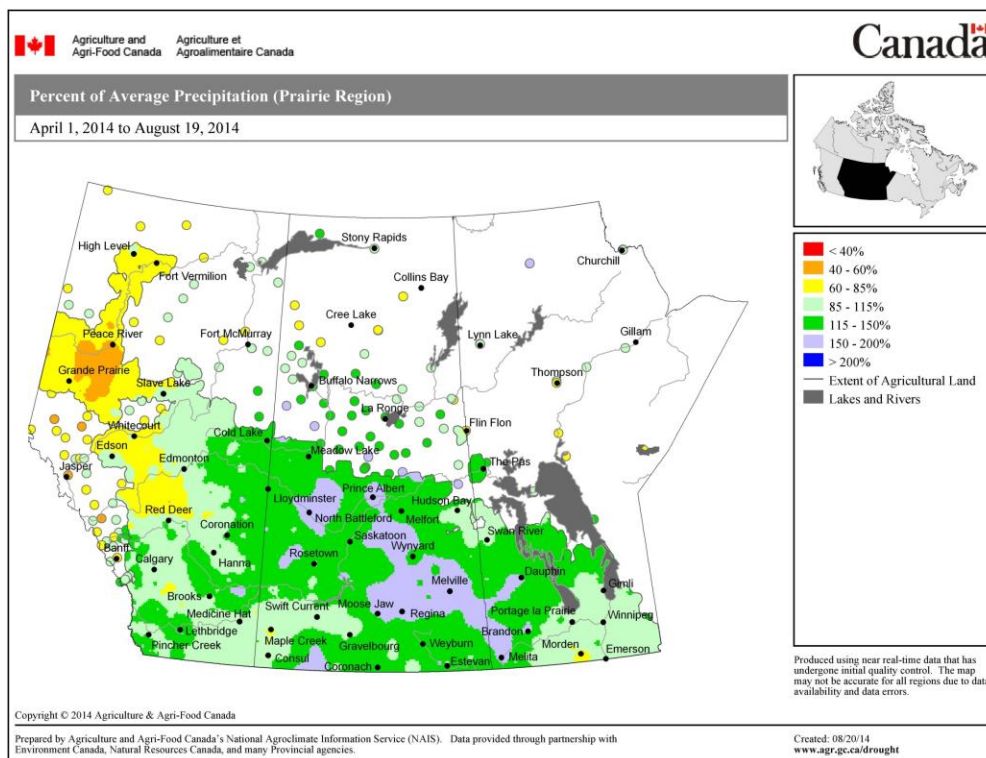 Agriculture and
Agri-Food Canada
Agriculture et
Agroalimentaire Canada
Canada
Percent of Average Precipitation (Prairie Region)
April 1, 2014 to August 19, 2014
Stony Rapids
High Level
Churchill
Fort Vermilion
Collins Bay
Cree Lake
Peace River
Fort McMurray
Lynn Lake
Gillam
Grande Prairie
Slave Lake
Buffalo Narrows
Thompson
La Ronge
Whitecourt
Cold Lake
Flin Flon
Edson
Meadow Lake
Jasper
Edmonton
The Pas
Lloydminster
Prince Albert
Hudson Bay
Red Deer
North Battleford
Melfort
Coronation
Saskatoon
Swan River
Banff
Calgary
Hanna
Rosetown
Wynyard
Dauphin
Brooks
Melville
Gimli
Medicine Hat
Swift Current
Moose Jaw
Regina
Portage la Prairie
Winnipeg
Lethbridge
Brandon
Pincher Creek
Maple Creek
Gravelbourg
Weyburn
Morden
Emerson
Consul
Coronach
Estevan
Melita
< 40%
40 - 60%
60 - 85%
85 - 115%
115 - 150%
150 - 200%
> 200%
Extent of Agricultural Land
Lakes and Rivers
Produced using near real-time data that has
undergone initial quality control. The map
may not be accurate for all regions due to data
availability and data errors.
Copyright © 2014 Agriculture & Agri-Food Canada
Prepared by Agriculture and Agri-Food Canada's National Agroclimate Information Service (NAIS). Data provided through partnership with
Environment Canada, Natural Resources Canada, and many Provincial agencies.
Created: 08/20/14
www.agr.gc.ca/drought